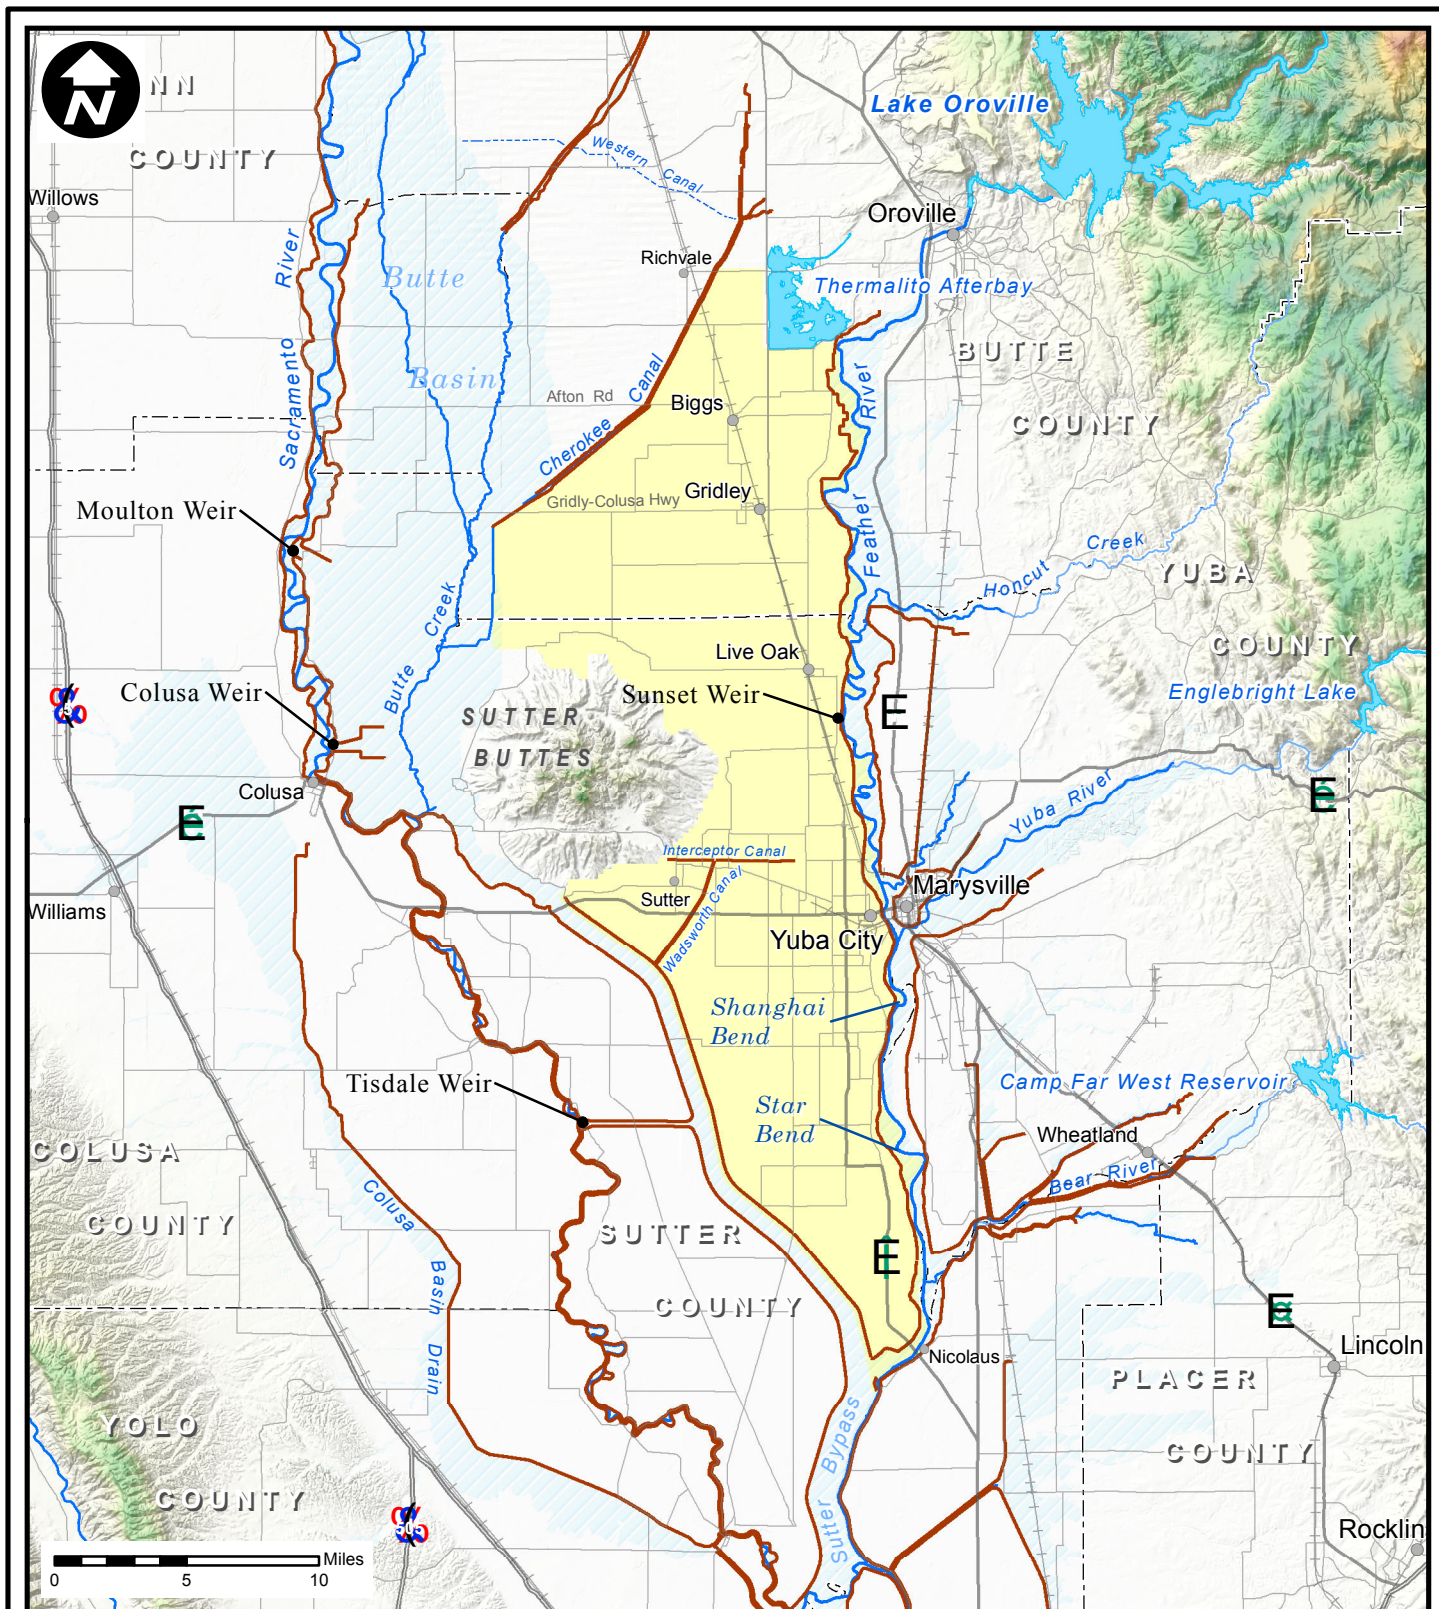 N
NN
COUNTY
Lake Oroville
Western Canal
Willows
Oroville
Sacramento River
Richvale
Butte
Basin
Thermalito Afterbay
BUTTE
COUNTY
Afton Rd
Cherokee Canal
Biggs
Feather River
Gridly-Colusa Hwy
Gridley
Moulton Weir
Honcut Creek
YUBA
COUNTY
Butte Creek
Live Oak
Colusa Weir
Sunset Weir
Englebright Lake
SUTTER
BUTTES
E
Colusa
E
E
Yuba River
Interceptor Canal
Sutter
Wadsworth Canal
Williams
Marysville
Yuba City
Shanghai
Bend
Tisdale Weir
Star
Bend
Camp Far West Reservoir
Wheatland
COLUSA
COUNTY
Bear River
Colusa Basin Drain
SUTTER
COUNTY
E
E
Nicolaus
Lincoln
PLACER
COUNTY
YOLO
COUNTY
Sutter Bypass
Rocklin
Miles
0 5 10